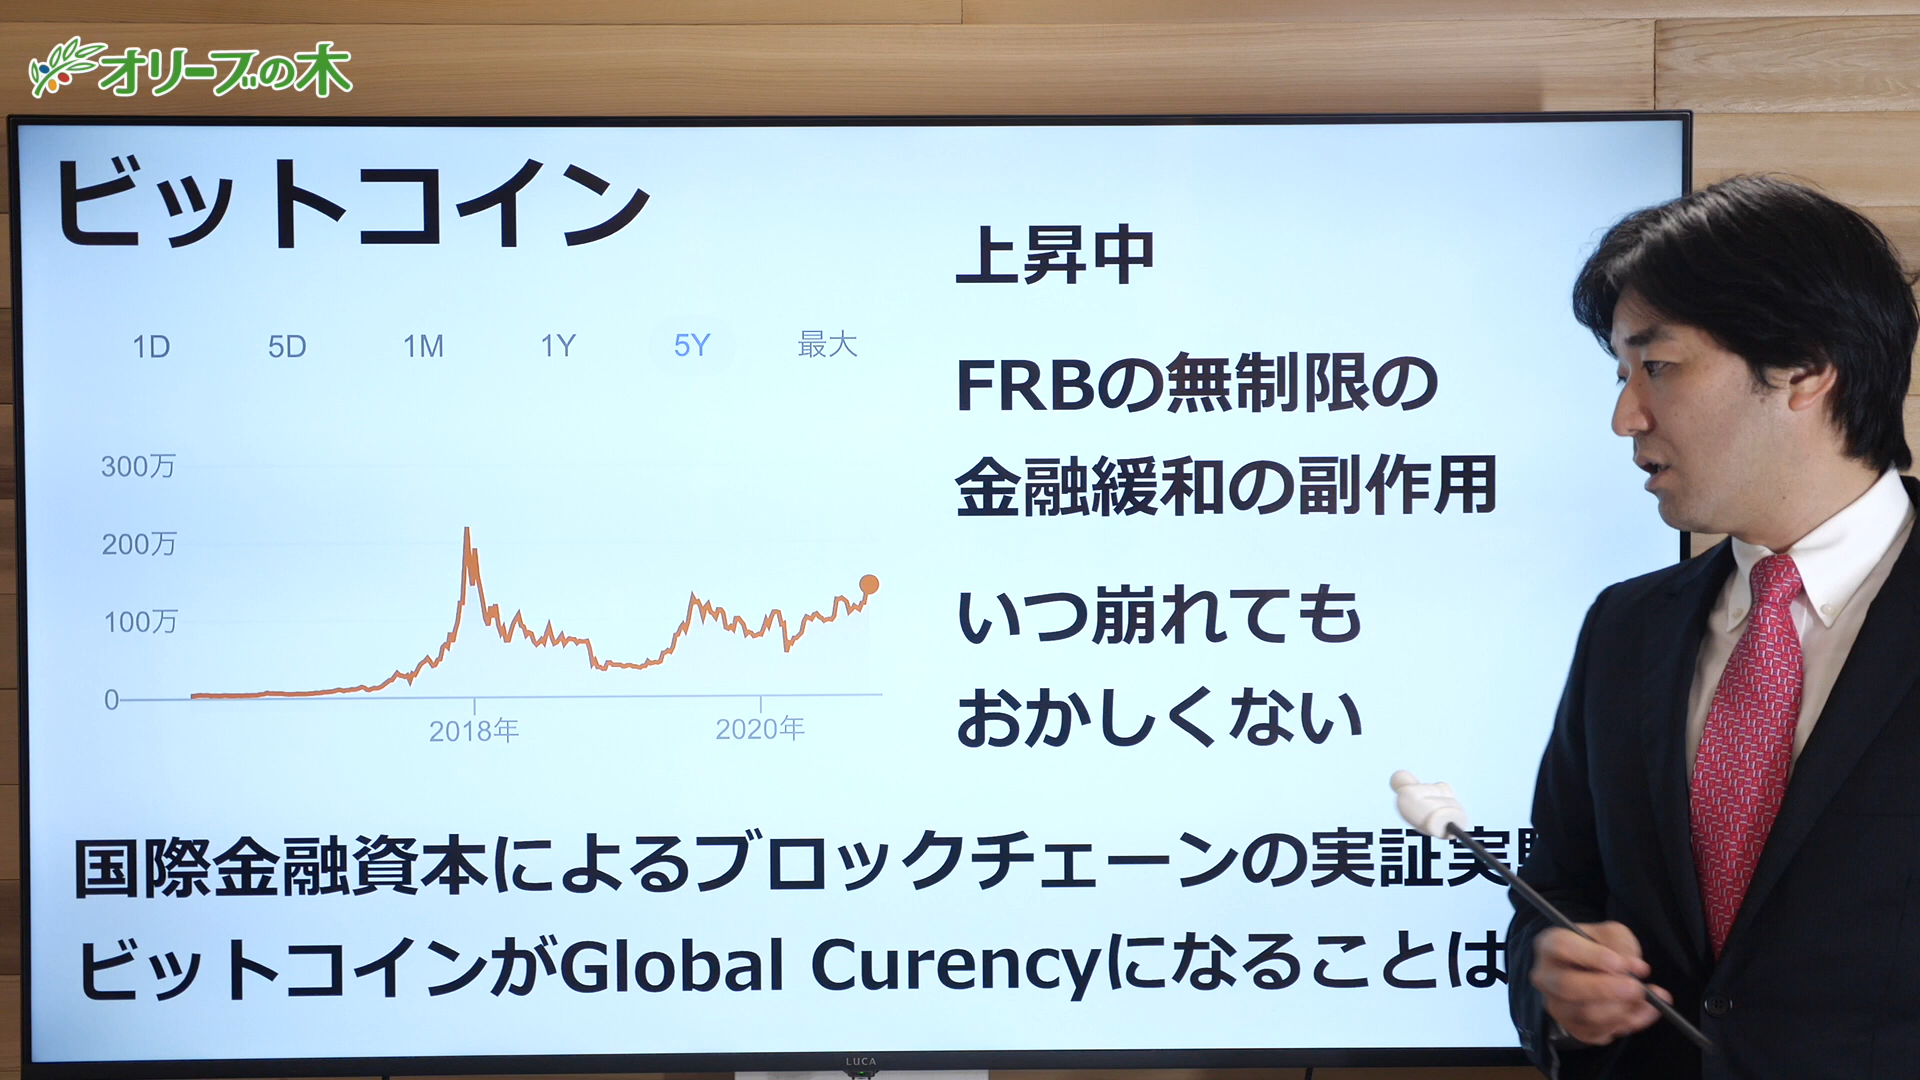 オリーブの木
ビットコイン
1D 5D 1M 1Y 5Y 最大
300万
200万
100万
0
2018年 2020年
上昇中
FRBの無制限の
金融緩和の副作用
いつ崩れても
おかしくない
国際金融資本によるブロックチェーンの実証実
ビットコインがGlobal Curencyになることは
LUCA